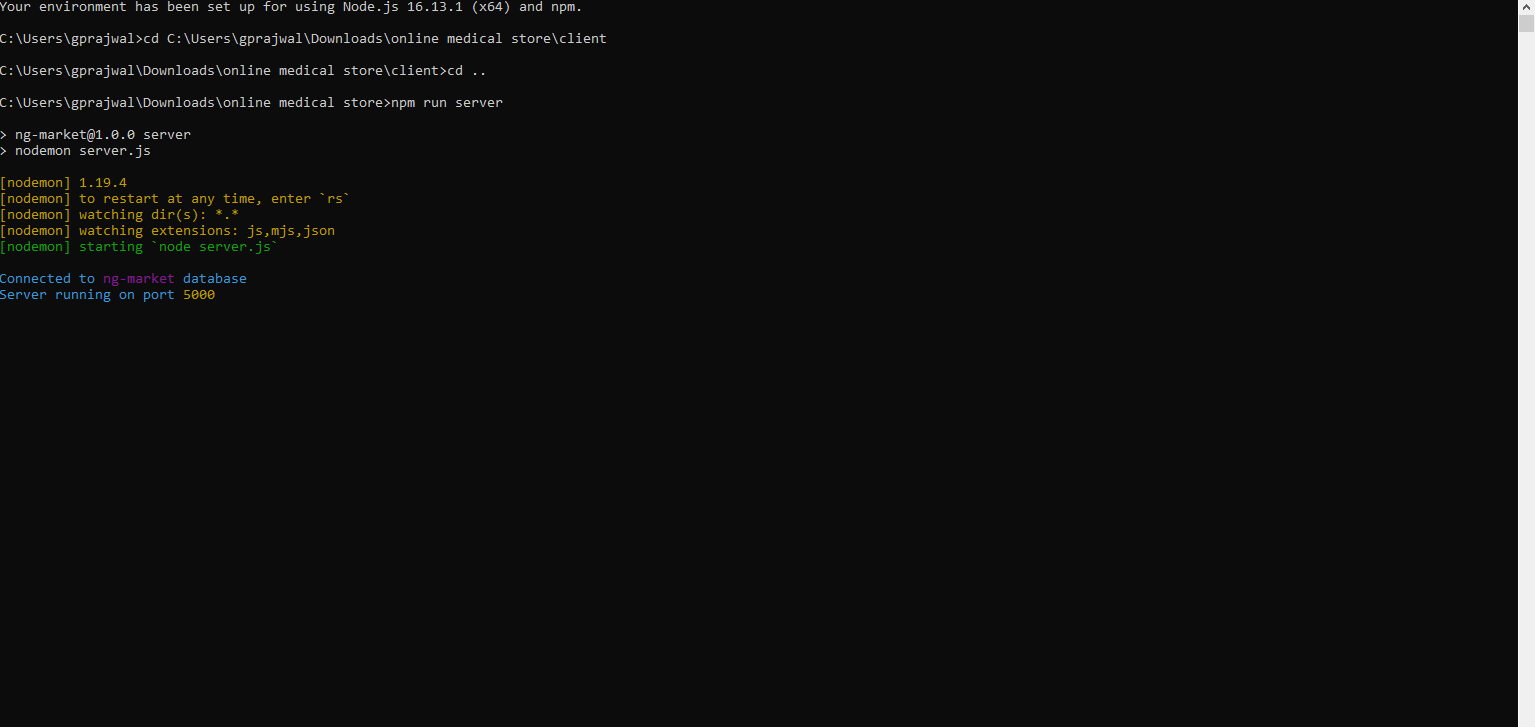 Your environment has been set up for using Node.js 16.13.1 (x64) and npm.
C:\Users\gprajwal>cd C:\Users\gprajwal\Downloads\online medical store\client
C:\Users\gprajwal\Downloads\online medical store\client>cd ..
C:\Users\gprajwal\Downloads\online medical store>npm run server
> ng-market@1.0.0 server
> nodemon server.js
[nodemon] 1.19.4
[nodemon] to restart at any time, enter `rs`
[nodemon] watching dir(s): *.*
[nodemon] watching extensions: js,mjs,json
[nodemon] starting `node server.js`
Connected to ng-market database
Server running on port 5000